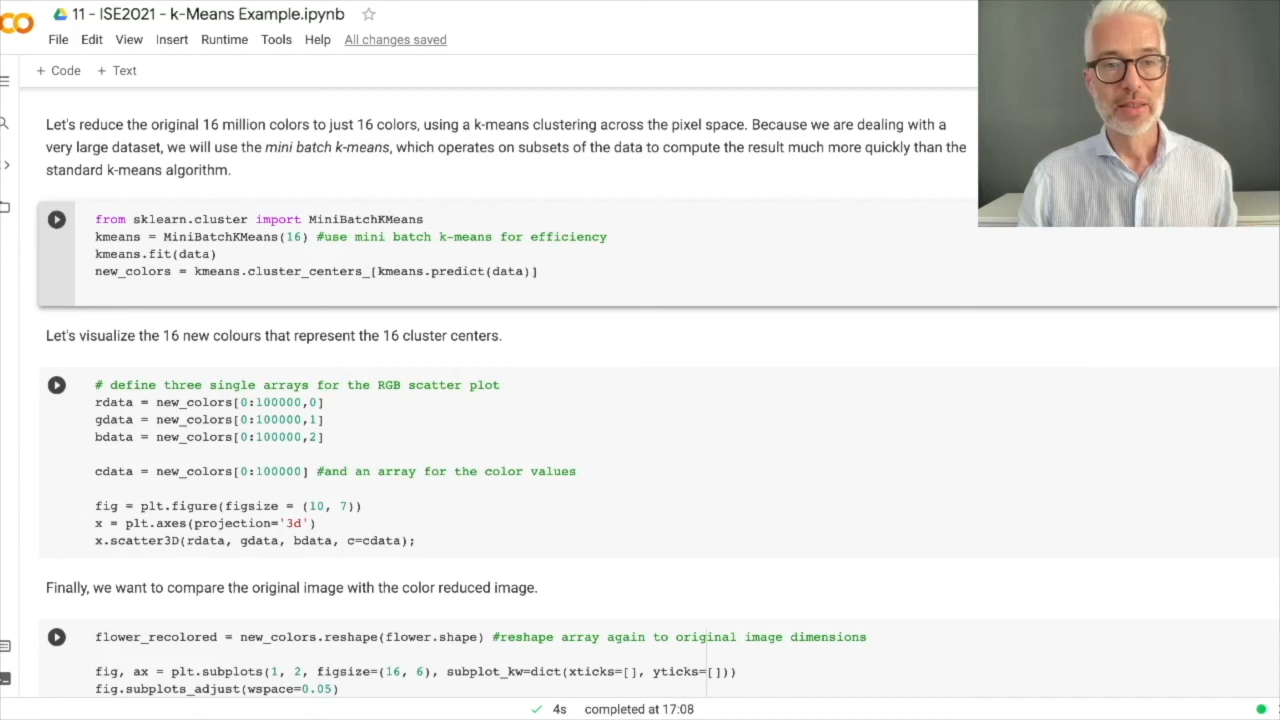 CO
11 - ISE2021 - k-Means Example.ipynb
File Edit View Insert Runtime Tools Help All changes saved
+ Code + Text
Let's reduce the original 16 million colors to just 16 colors, using a k-means clustering across the pixel space. Because we are dealing with a
very large dataset, we will use the mini batch k-means, which operates on subsets of the data to compute the result much more quickly than the
standard k-means algorithm.
from sklearn.cluster import MiniBatchKMeans
kmeans = MiniBatchKMeans(16) #use mini batch k-means for efficiency
kmeans.fit(data)
new_colors = kmeans.cluster_centers_[kmeans.predict(data)]
Let's visualize the 16 new colours that represent the 16 cluster centers.
# define three single arrays for the RGB scatter plot
rdata = new_colors[0:100000,0]
gdata = new_colors[0:100000,1]
bdata = new_colors[0:100000,2]
cdata = new_colors[0:100000] #and an array for the color values
fig = plt.figure(figsize = (10, 7))
x = plt.axes(projection='3d')
x.scatter3D(rdata, gdata, bdata, c=cdata);
Finally, we want to compare the original image with the color reduced image.
flower_recolored = new_colors.reshape(flower.shape) #reshape array again to original image dimensions
fig, ax = plt.subplots(1, 2, figsize=(16, 6), subplot_kw=dict(xticks=[], yticks=[]))
fig.subplots_adjust(wspace=0.05)
4s completed at 17:08